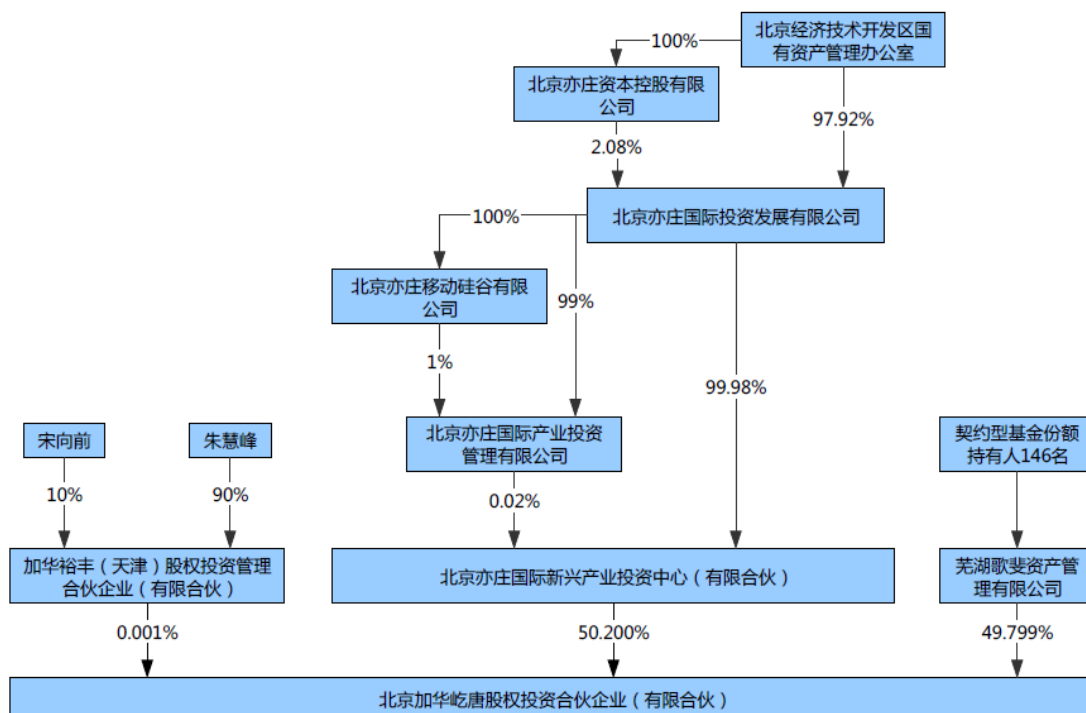 北京经济技术开发区国
有资产管理办公室
100%
北京亦庄资本控股有限
公司
97.92%
2.08%
北京亦庄国际投资发展有限公司
100%
北京亦庄移动硅谷有限
公司
99%
1%
99.98%
宋向前
朱慧峰
北京亦庄国际产业投资
管理有限公司
契约型基金份额
持有人146名
10%
90%
0.02%
加华裕丰（天津）股权投资管理
合伙企业（有限合伙）
北京亦庄国际新兴产业投资中心（有限合伙）
芜湖歌斐资产管
理有限公司
0.001%
50.200%
49.799%
北京加华屹唐股权投资合伙企业（有限合伙）